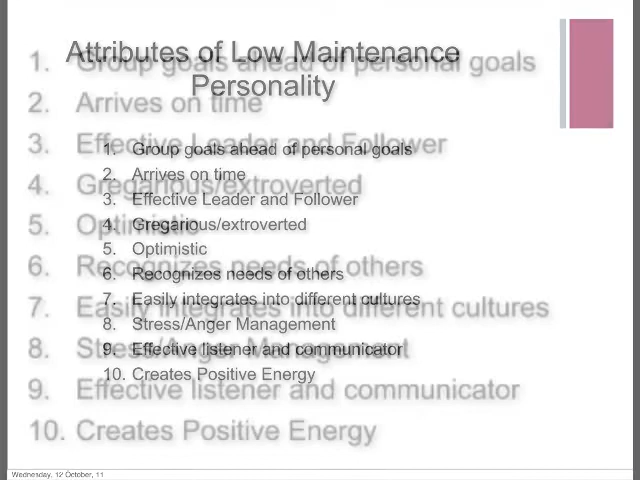 Attributes of Low Maintenance
Personality
1. Group goals ahead of personal goals
2. Arrives on time
3. Effective Leader and Follower
4. Gregarious/extroverted
5. Optimistic
6. Recognizes needs of others
7. Easily integrates into different cultures
8. Stress/Anger Management
9. Effective listener and communicator
10. Creates Positive Energy
1. Group goals ahead of personal goals
2. Arrives on time
3. Effective Leader and Follower
4. Gregarious/extroverted
5. Optimistic
6. Recognizes needs of others
7. Easily integrates into different cultures
8. Stress/Anger Management
9. Effective listener and communicator
10. Creates Positive Energy
Wednesday, 12 October, 11